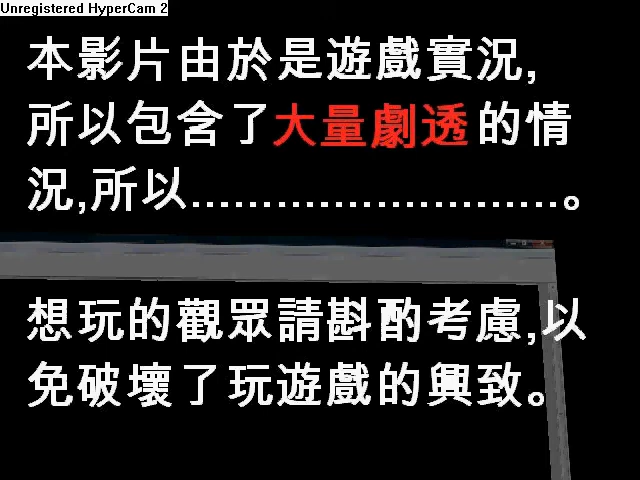 Unregistered HyperCam 2
本影片由於是遊戲實況,
所以包含了大量劇透的情
況,所以..........................。
想玩的觀眾請斟酌考慮,以
免破壞了玩遊戲的興致。